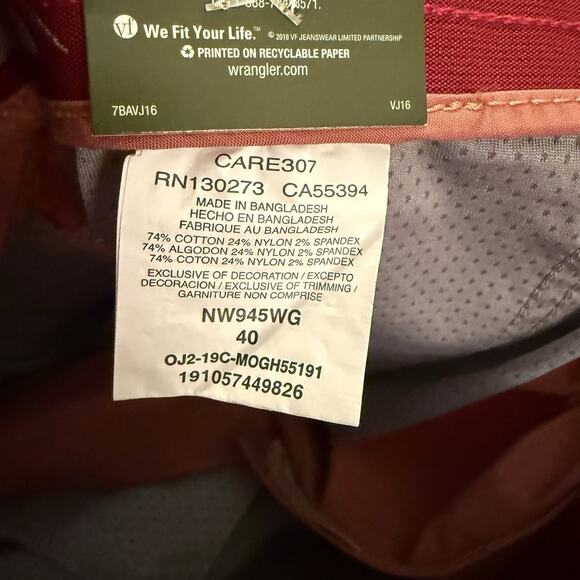 vf We Fit Your Life.™ © 2018 VF JEANSWEAR LIMITED PARTNERSHIP
PRINTED ON RECYCLABLE PAPER
wrangler.com
7BAVJ16 VJ16
CARE307
RN130273 CA55394
MADE IN BANGLADESH
HECHO EN BANGLADESH
FABRIQUE AU BANGLADESH
74% COTTON 24% NYLON 2% SPANDEX
74% ALGODON 24% NYLON 2% SPANDEX
74% COTON 24% NYLON 2% SPANDEX
EXCLUSIVE OF DECORATION / EXCEPTO
DECORACION / EXCLUSIVE OF TRIMMING /
GARNITURE NON COMPRISE
NW945WG
40
OJ2-19C-MOGH55191
191057449826